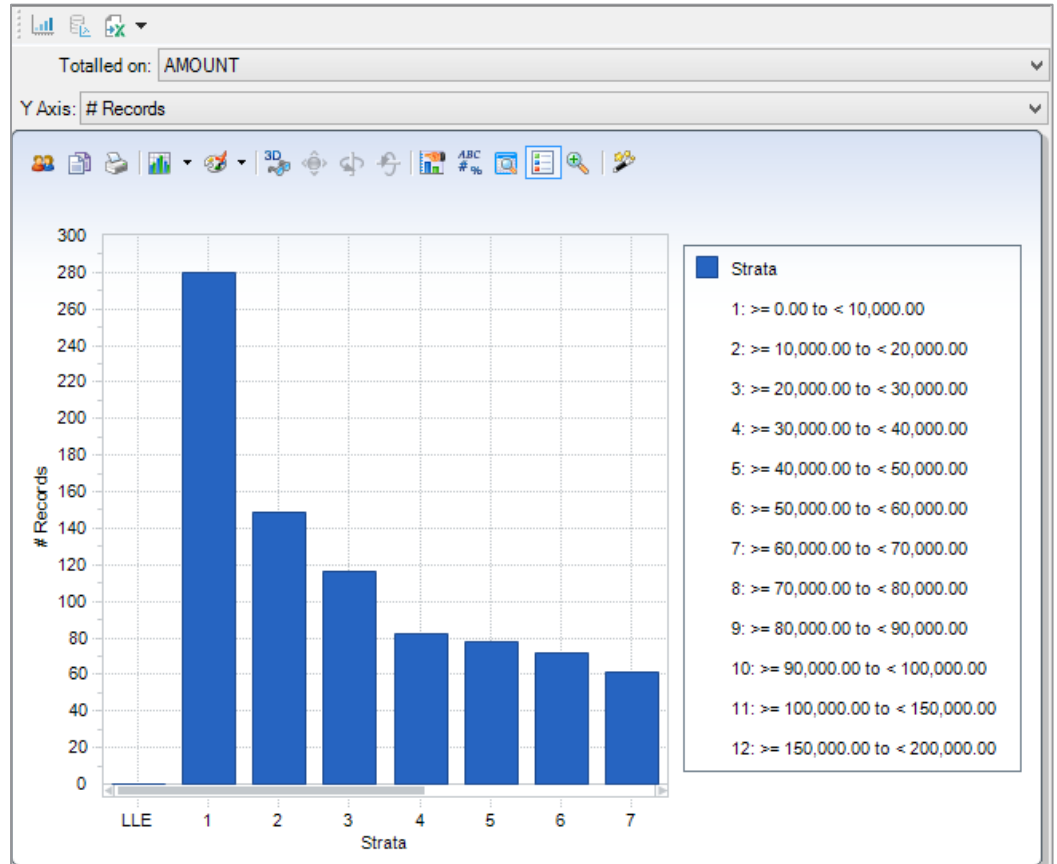 Totalled on: AMOUNT
Y Axis: # Records
3D
ABC
#%
300
280
260
240
220
200
180
160
140
120
100
80
60
40
20
0
# Records
LLE 1 2 3 4 5 6 7
Strata
Strata
1: >= 0.00 to < 10,000.00
2: >= 10,000.00 to < 20,000.00
3: >= 20,000.00 to < 30,000.00
4: >= 30,000.00 to < 40,000.00
5: >= 40,000.00 to < 50,000.00
6: >= 50,000.00 to < 60,000.00
7: >= 60,000.00 to < 70,000.00
8: >= 70,000.00 to < 80,000.00
9: >= 80,000.00 to < 90,000.00
10: >= 90,000.00 to < 100,000.00
11: >= 100,000.00 to < 150,000.00
12: >= 150,000.00 to < 200,000.00